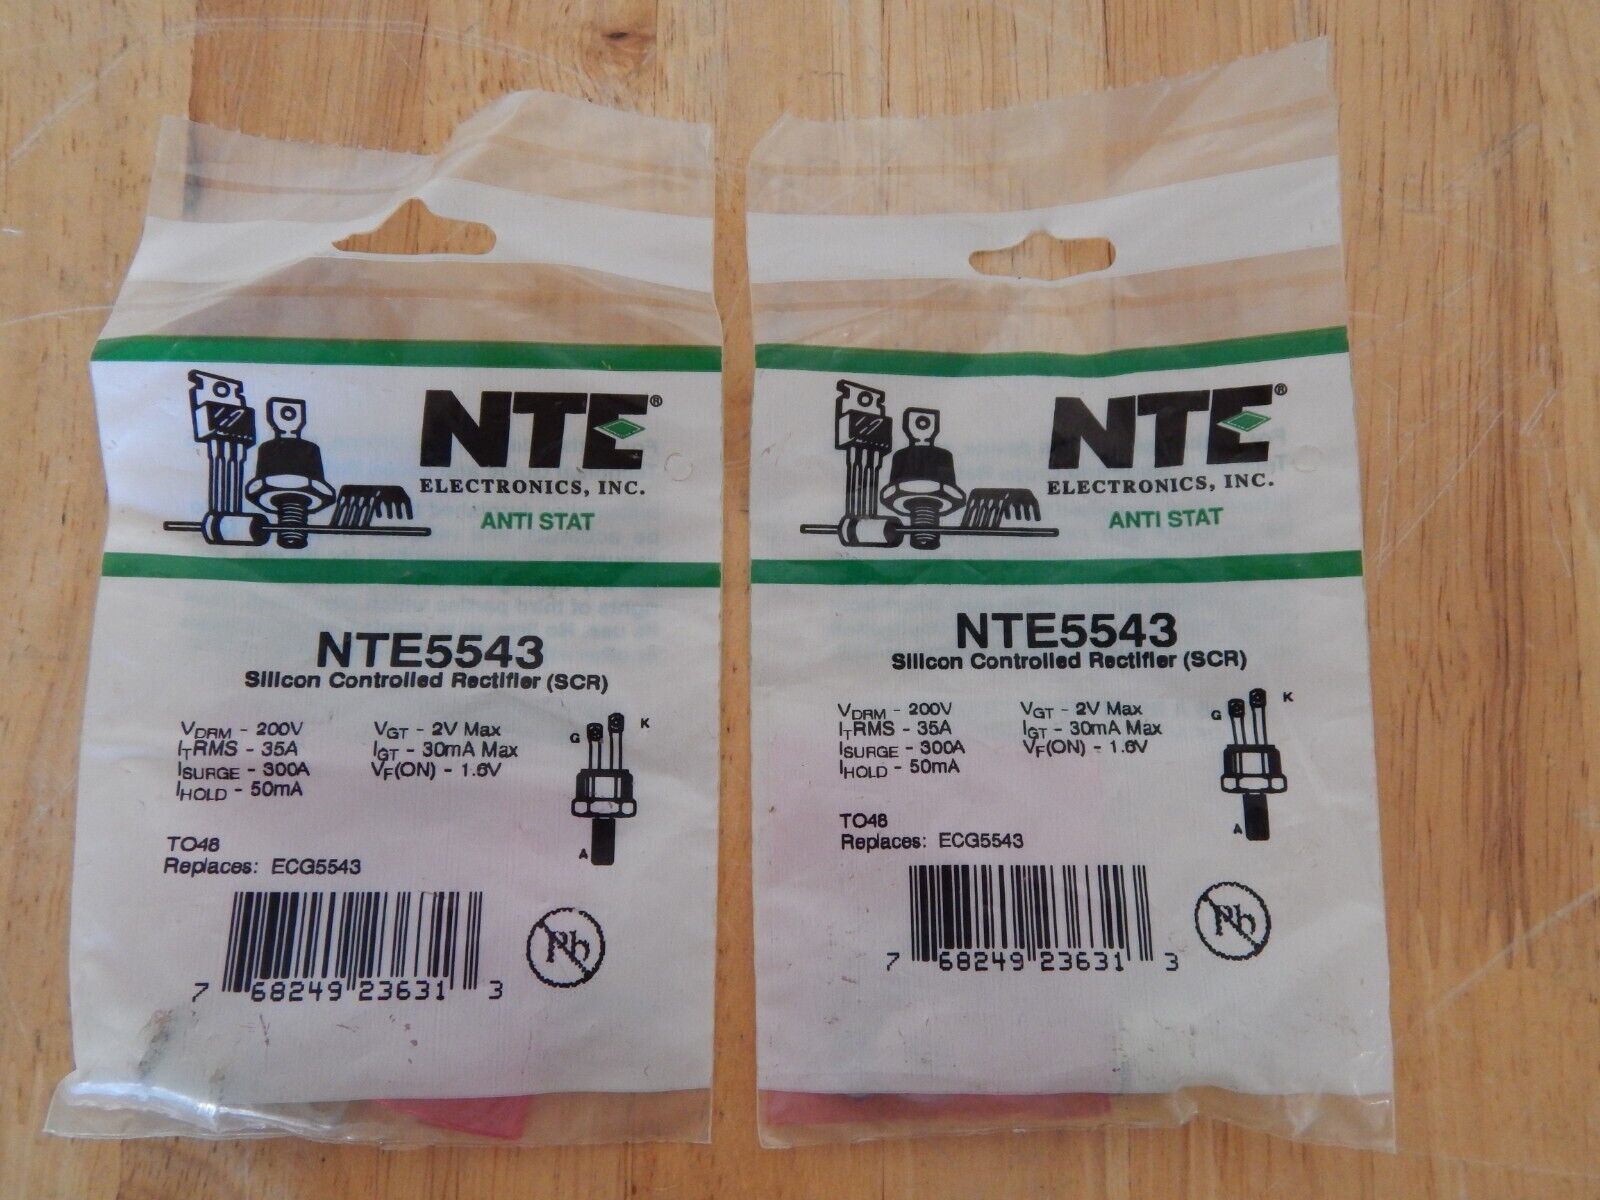 NTE®
ELECTRONICS, INC.
ANTI STAT
NTE5543
Silicon Controlled Rectifier (SCR)
VDRM - 200V VGT - 2V Max
ITRMS - 35A IGT - 30mA Max
ISURGE - 300A VF(ON) - 1.6V
IHOLD - 50mA
G K
A
TO48
Replaces: ECG5543
7 68249 23631 3
Pb
NTE®
ELECTRONICS, INC.
ANTI STAT
NTE5543
Silicon Controlled Rectifier (SCR)
VDRM - 200V VGT - 2V Max
ITRMS - 35A IGT - 30mA Max
ISURGE - 300A VF(ON) - 1.6V
IHOLD - 50mA
G K
A
TO48
Replaces: ECG5543
7 68249 23631 3
Pb